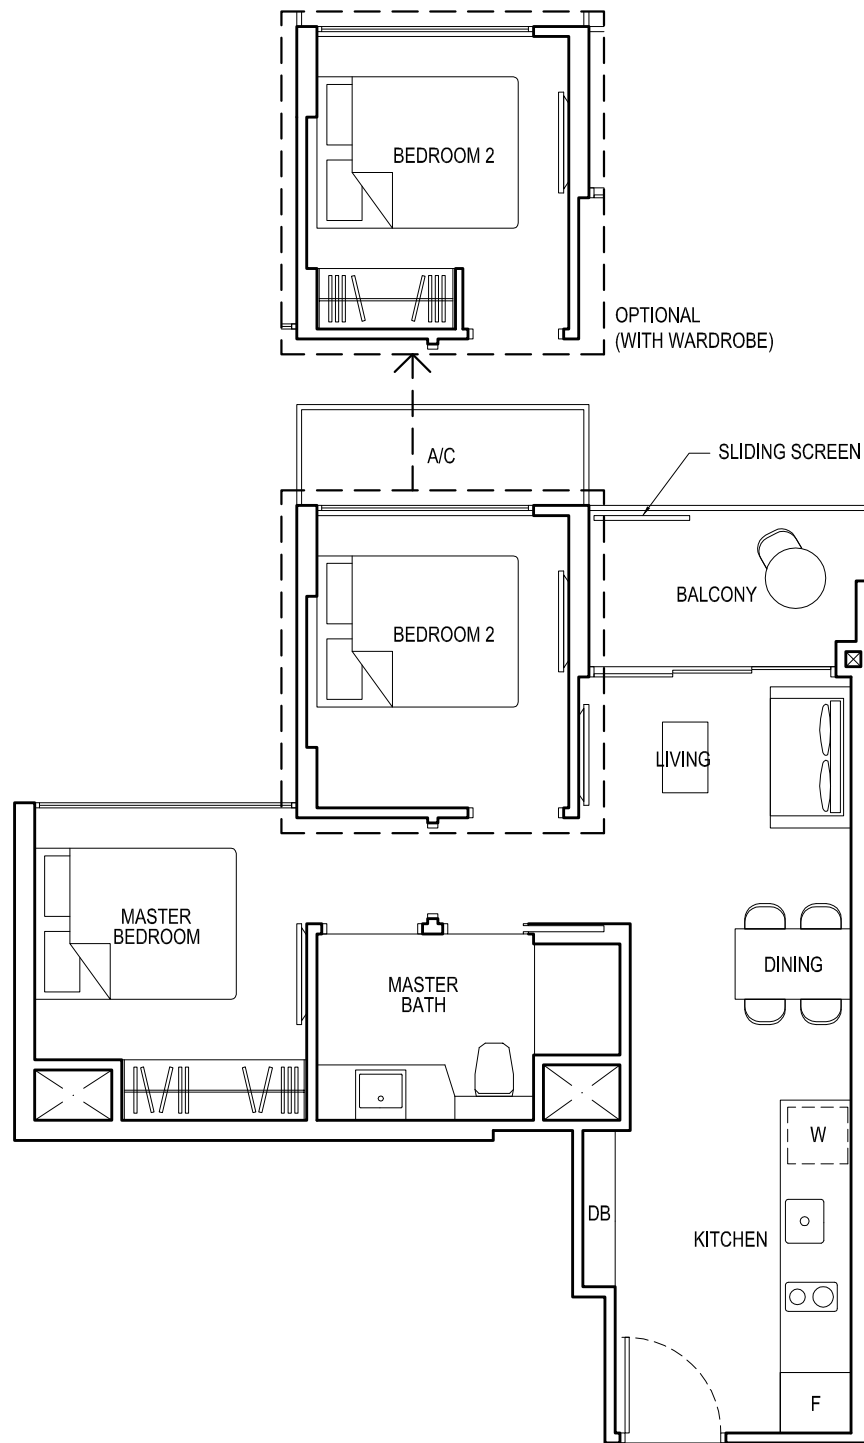 BEDROOM 2
OPTIONAL
(WITH WARDROBE)
A/C
SLIDING SCREEN
BALCONY
BEDROOM 2
LIVING
MASTER
BEDROOM
MASTER
BATH
DINING
W
DB
KITCHEN
F